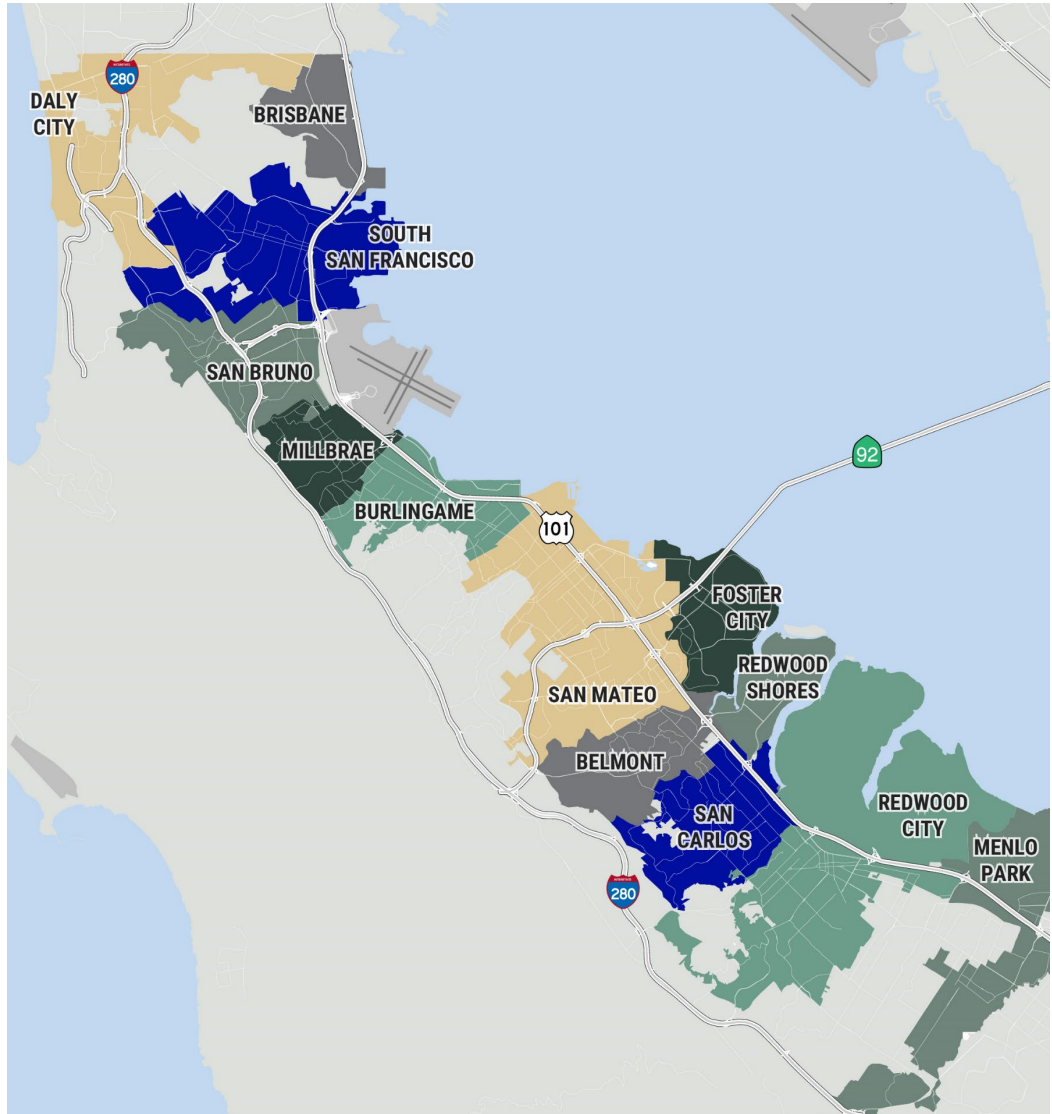 280
DALY
CITY
BRISBANE
SOUTH
SAN FRANCISCO
SAN BRUNO
MILLBRAE
BURLINGAME
92
101
FOSTER
CITY
REDWOOD
SHORES
SAN MATEO
BELMONT
SAN
CARLOS
REDWOOD
CITY
MENLO
PARK
280